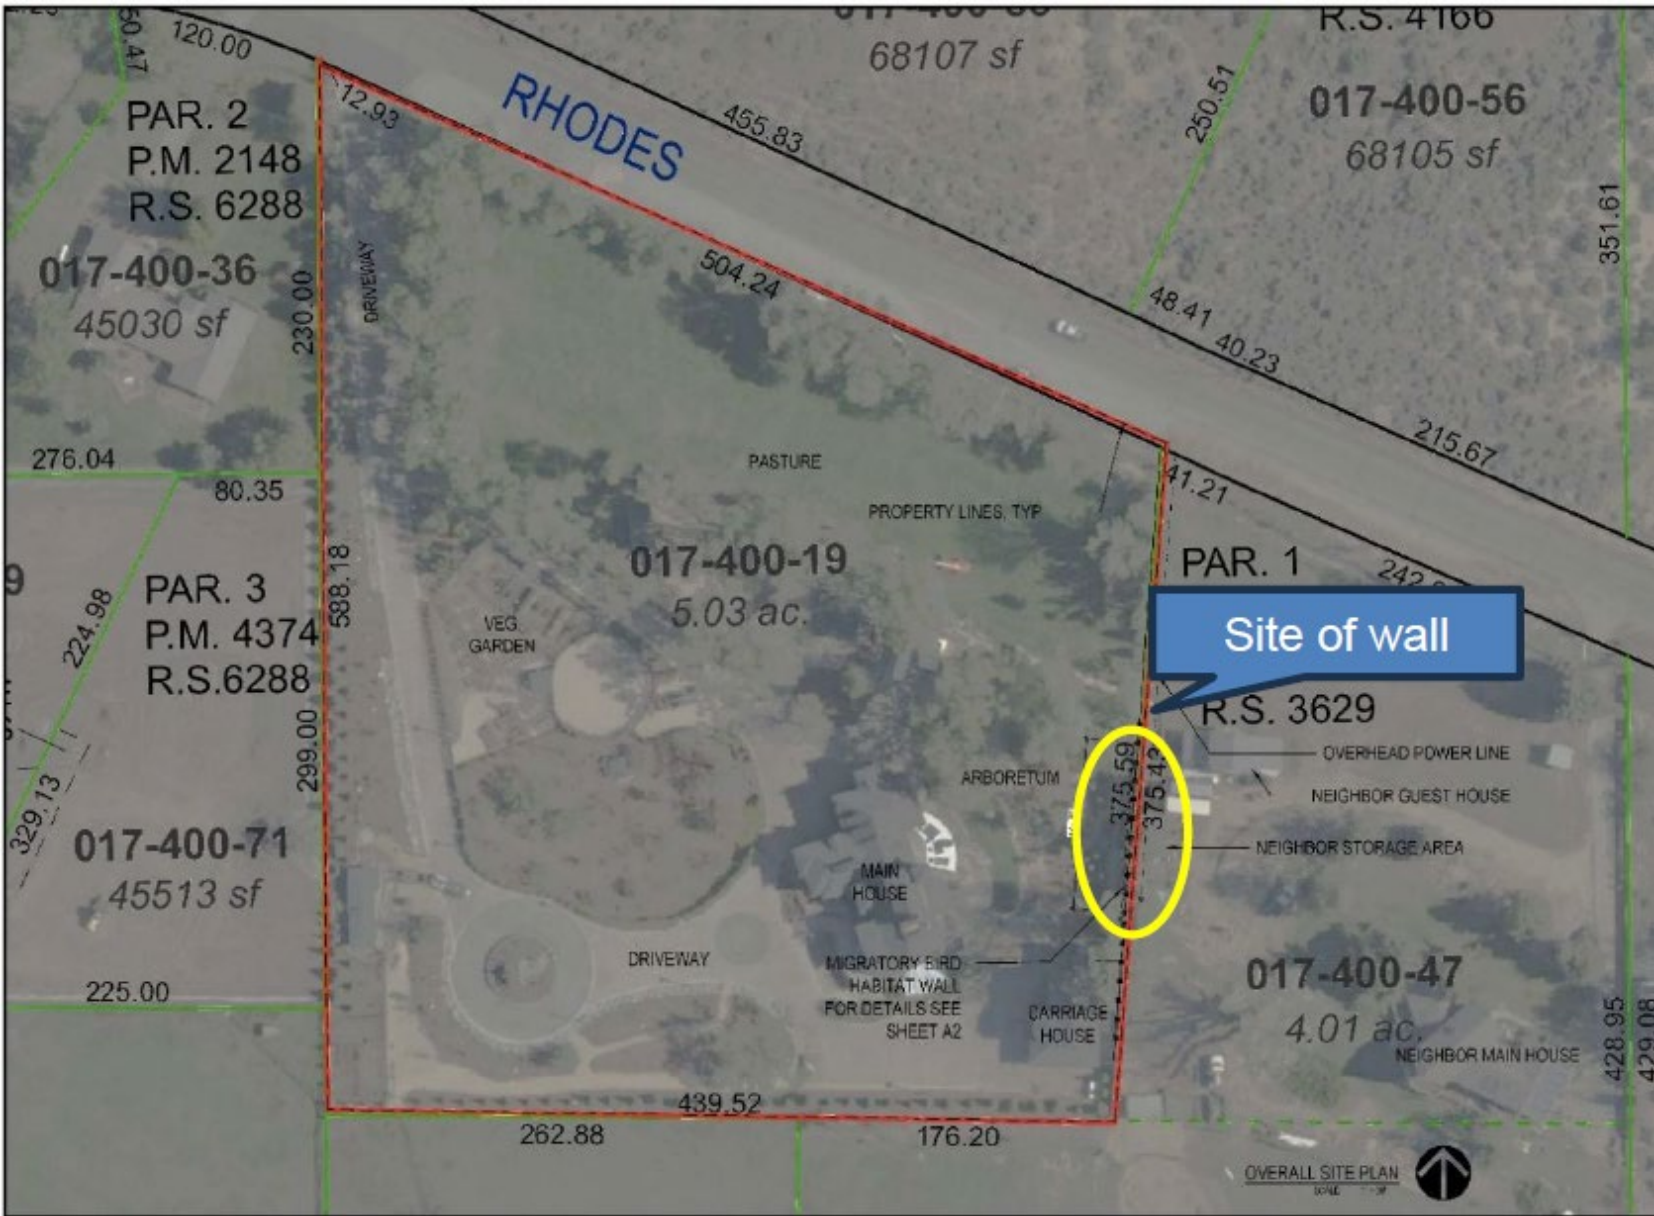 120.00
50.47
68107 sf
R.S. 4166
PAR. 2
P.M. 2148
R.S. 6288
12.93
RHODES
455.83
250.51
017-400-56
68105 sf
351.61
017-400-36
45030 sf
230.00
DRIVEWAY
504.24
48.41
40.23
215.67
276.04
80.35
PASTURE
PROPERTY LINES, TYP
41.21
017-400-19
5.03 ac.
PAR. 1
Site of wall
R.S. 3629
9
224.98
PAR. 3
P.M. 4374
R.S.6288
588.18
VEG.
GARDEN
299.00
329.13
017-400-71
45513 sf
ARBORETUM
375.59
375.43
OVERHEAD POWER LINE
NEIGHBOR GUEST HOUSE
NEIGHBOR STORAGE AREA
MAIN
HOUSE
DRIVEWAY
MIGRATORY BIRD
HABITAT WALL
FOR DETAILS SEE
SHEET A2
CARRIAGE
HOUSE
017-400-47
4.01 ac.
NEIGHBOR MAIN HOUSE
428.95
429.08
225.00
439.52
262.88
176.20
OVERALL SITE PLAN